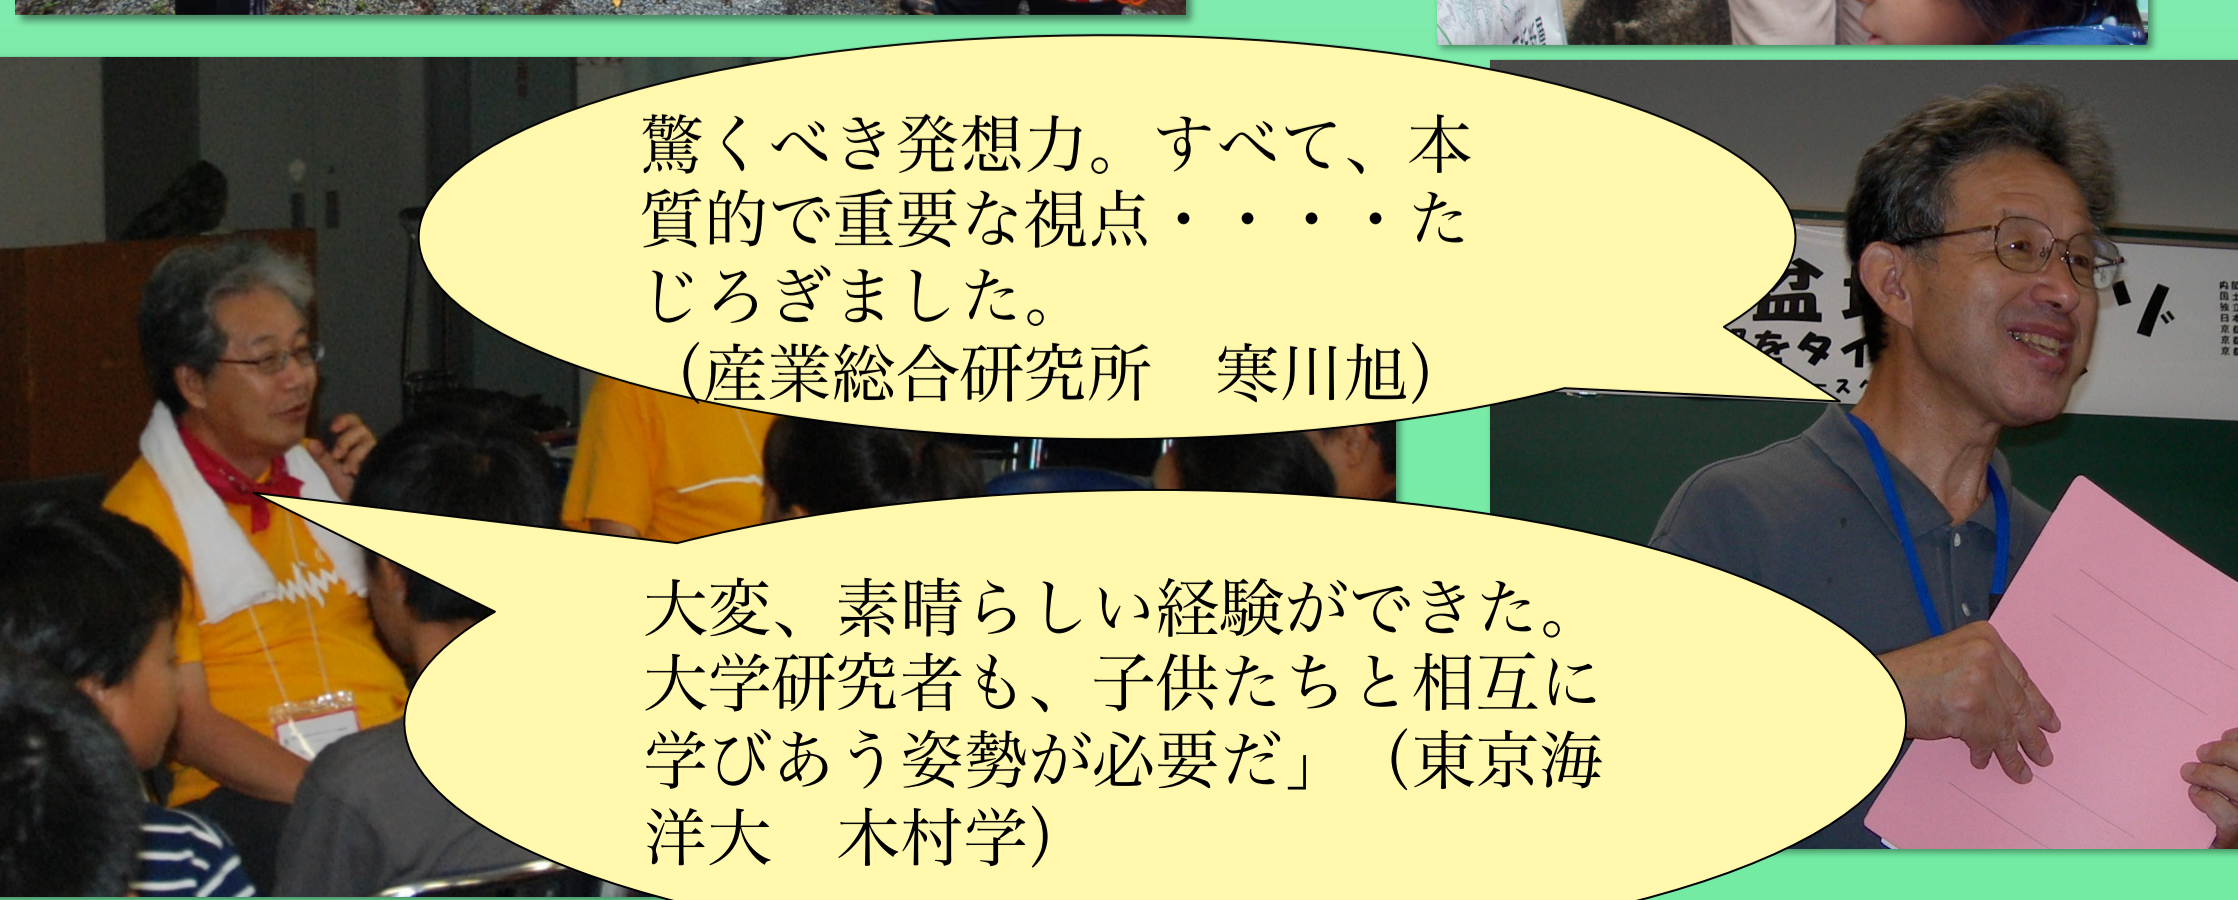 驚くべき発想力。すべて、本
質的で重要な視点・・・・た
じろぎました。
（産業総合研究所　寒川旭）
盆
をタイ
大変、素晴らしい経験ができた。
大学研究者も、子供たちと相互に
学びあう姿勢が必要だ」（東京海
洋大　木村学）